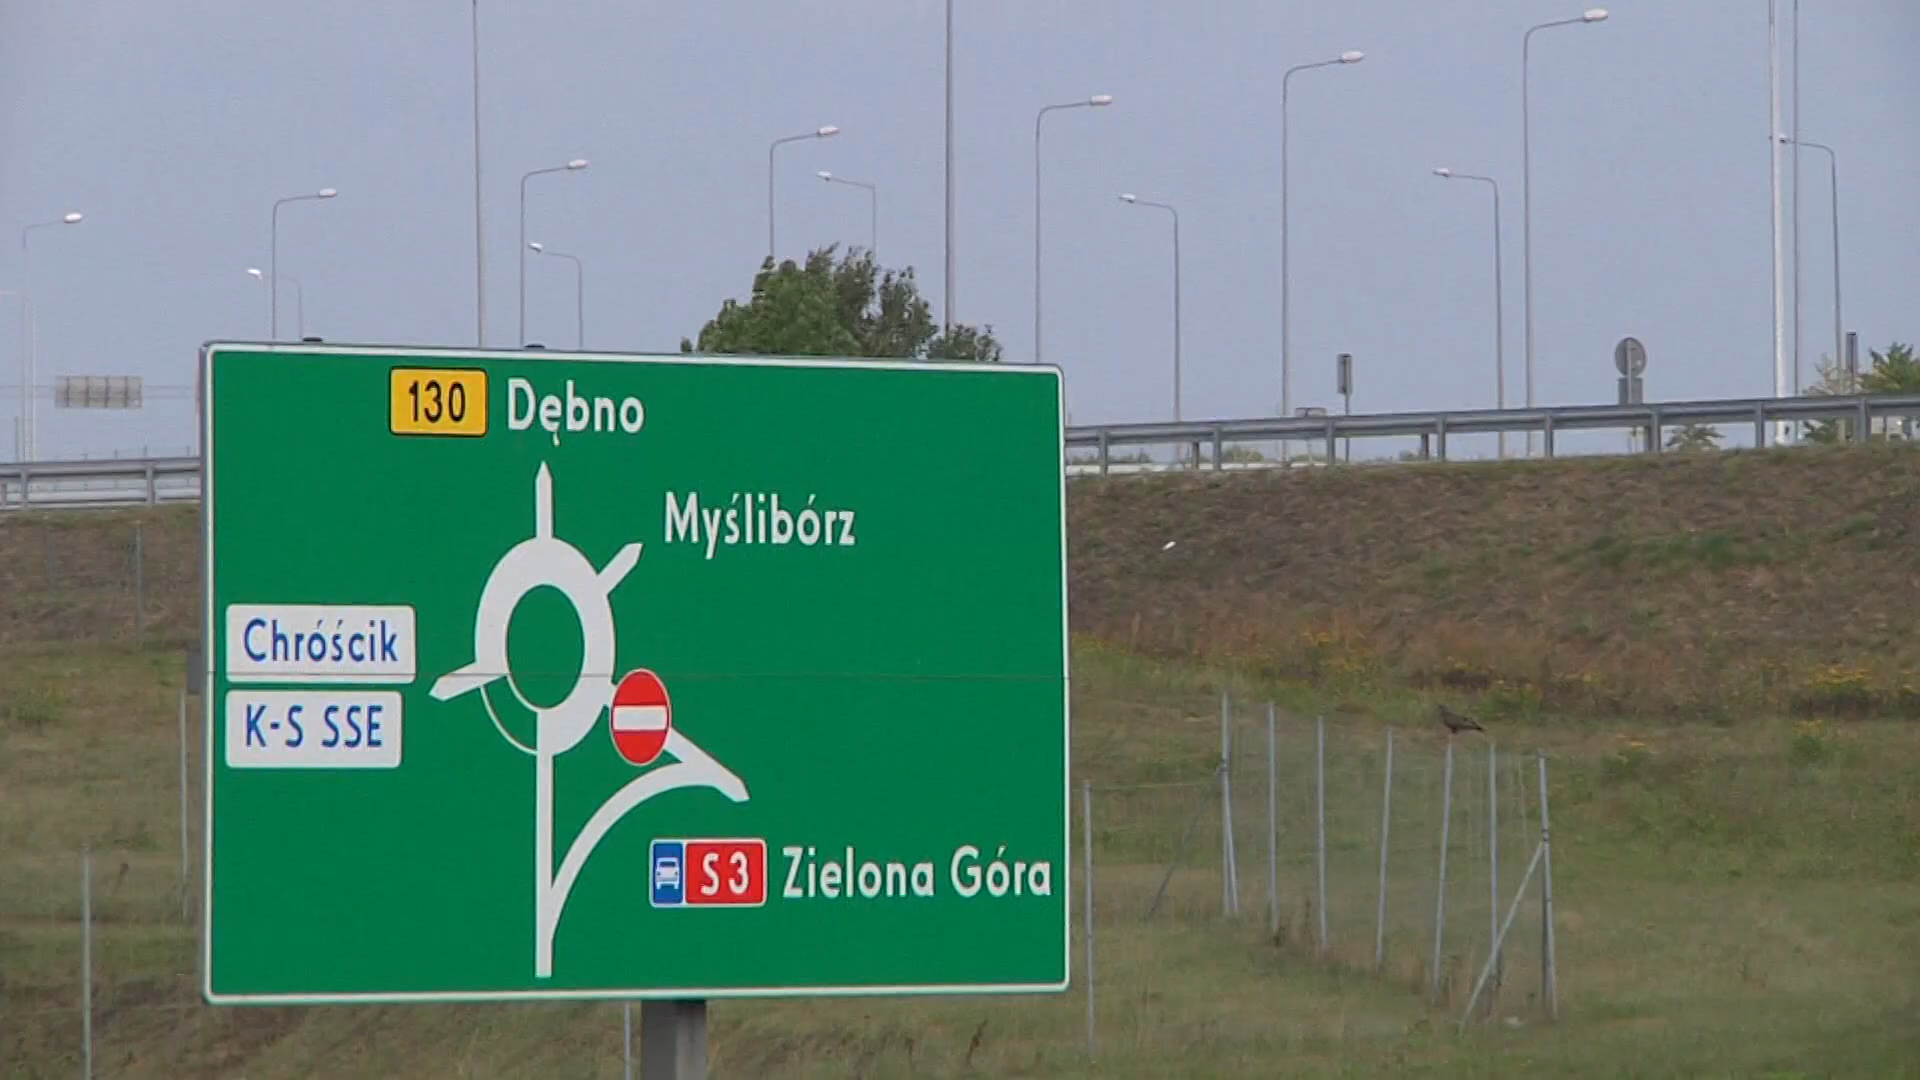 130 Dębno
Myślibórz
Chróścik
K-S SSE
S3 Zielona Góra